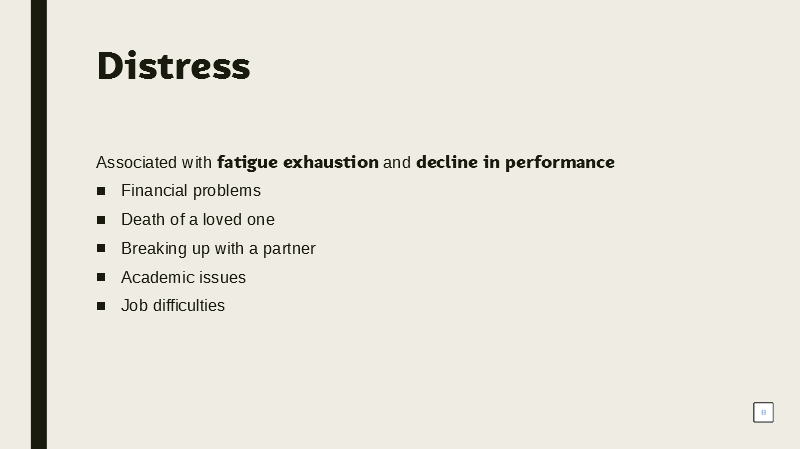 Distress
Associated with fatigue exhaustion and decline in performance
Financial problems
Death of a loved one
Breaking up with a partner
Academic issues
Job difficulties